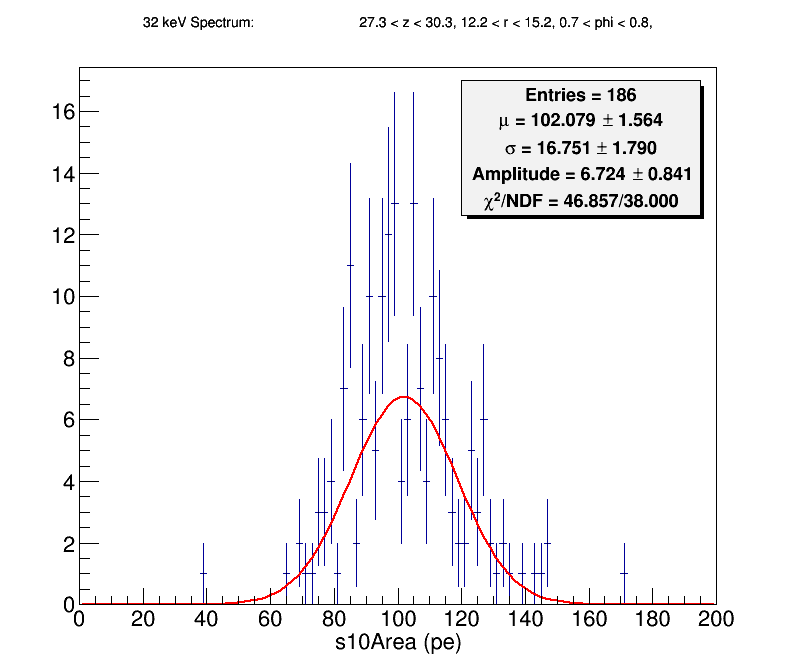 32 keV Spectrum: 27.3 < z < 30.3, 12.2 < r < 15.2, 0.7 < phi < 0.8,
Entries = 186
μ = 102.079 ± 1.564
σ = 16.751 ± 1.790
Amplitude = 6.724 ± 0.841
χ²/NDF = 46.857/38.000
16
14
12
10
8
6
4
2
0
0 20 40 60 80 100 120 140 160 180 200
s10Area (pe)